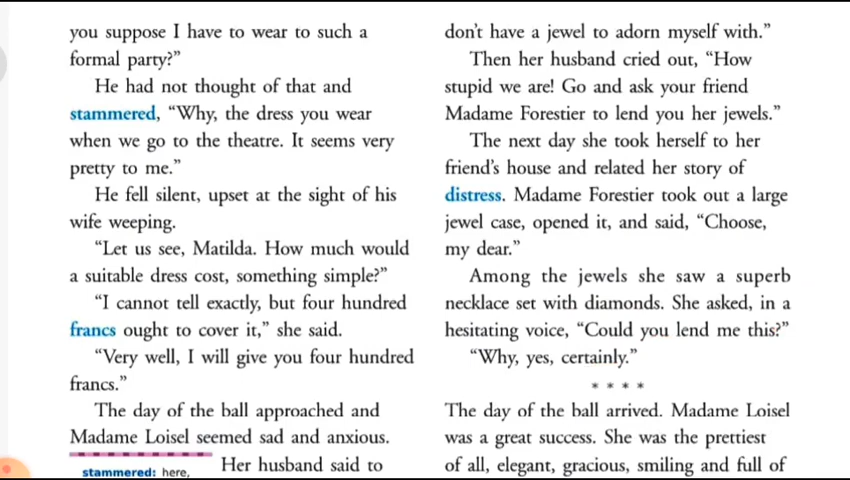 you suppose I have to wear to such a
formal party?”
He had not thought of that and
stammered, “Why, the dress you wear
when we go to the theatre. It seems very
pretty to me.”
He fell silent, upset at the sight of his
wife weeping.
“Let us see, Matilda. How much would
a suitable dress cost, something simple?”
“I cannot tell exactly, but four hundred
francs ought to cover it,” she said.
“Very well, I will give you four hundred
francs.”
The day of the ball approached and
Madame Loisel seemed sad and anxious.
Her husband said to
stammered: here,
don’t have a jewel to adorn myself with.”
Then her husband cried out, “How
stupid we are! Go and ask your friend
Madame Forestier to lend you her jewels.”
The next day she took herself to her
friend’s house and related her story of
distress. Madame Forestier took out a large
jewel case, opened it, and said, “Choose,
my dear.”
Among the jewels she saw a superb
necklace set with diamonds. She asked, in a
hesitating voice, “Could you lend me this?”
“Why, yes, certainly.”
* * * *
The day of the ball arrived. Madame Loisel
was a great success. She was the prettiest
of all, elegant, gracious, smiling and full of